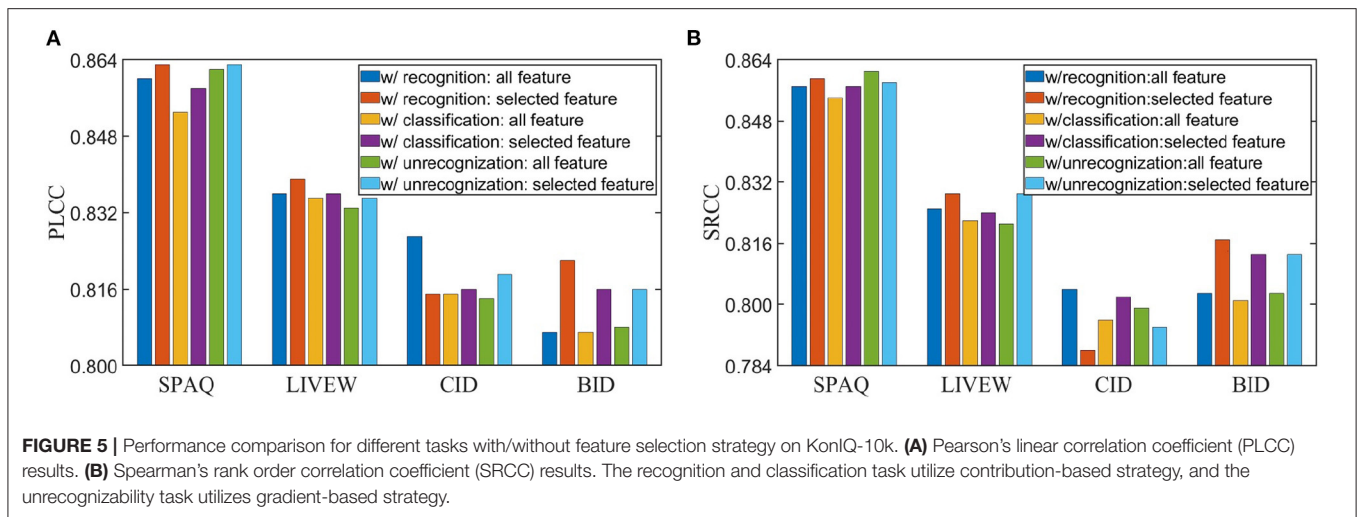 A
0.864
0.848
0.832
0.816
0.800
PLCC
w/ recognition: all feature
w/ recognition: selected feature
w/ classification: all feature
w/ classification: selected feature
w/ unrecognization: all feature
w/ unrecognization: selected feature
SPAQ LIVEW CID BID
B
0.864
0.848
0.832
0.816
0.800
0.784
SRCC
w/recognition:all feature
w/recognition:selected feature
w/classification:all feature
w/classification:selected feature
w/unrecognization:all feature
w/unrecognization:selected feature
SPAQ LIVEW CID BID
FIGURE 5 | Performance comparison for different tasks with/without feature selection strategy on KonIQ-10k. (A) Pearson's linear correlation coefficient (PLCC)
results. (B) Spearman's rank order correlation coefficient (SRCC) results. The recognition and classification task utilize contribution-based strategy, and the
unrecognizability task utilizes gradient-based strategy.